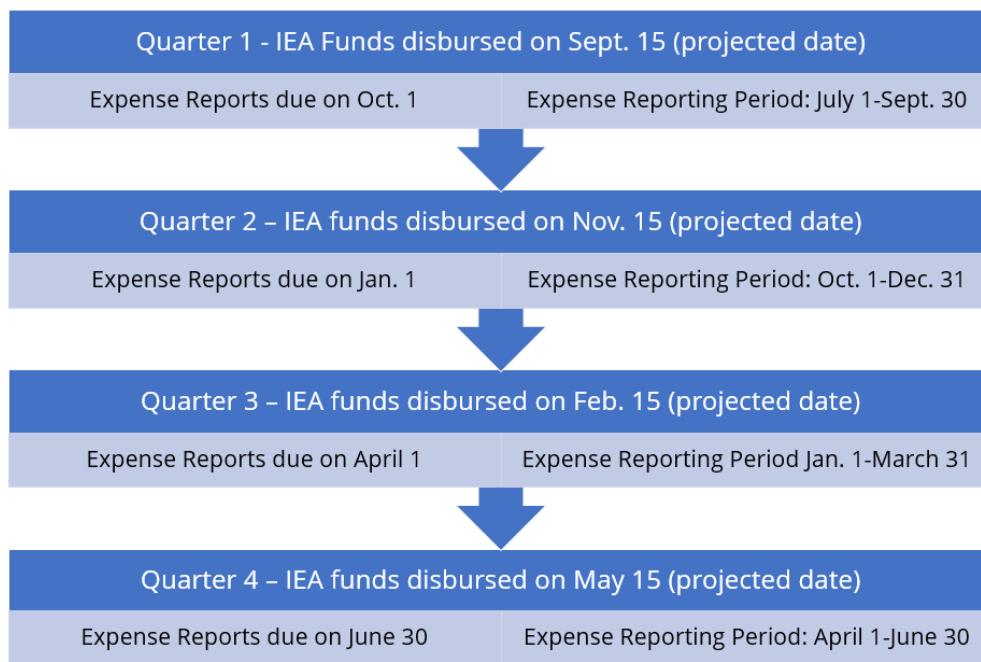 Quarter 1 - IEA Funds disbursed on Sept. 15 (projected date)
Expense Reports due on Oct. 1
Expense Reporting Period: July 1-Sept. 30
Quarter 2 – IEA funds disbursed on Nov. 15 (projected date)
Expense Reports due on Jan. 1
Expense Reporting Period: Oct. 1-Dec. 31
Quarter 3 – IEA funds disbursed on Feb. 15 (projected date)
Expense Reports due on April 1
Expense Reporting Period Jan. 1-March 31
Quarter 4 – IEA funds disbursed on May 15 (projected date)
Expense Reports due on June 30
Expense Reporting Period: April 1-June 30